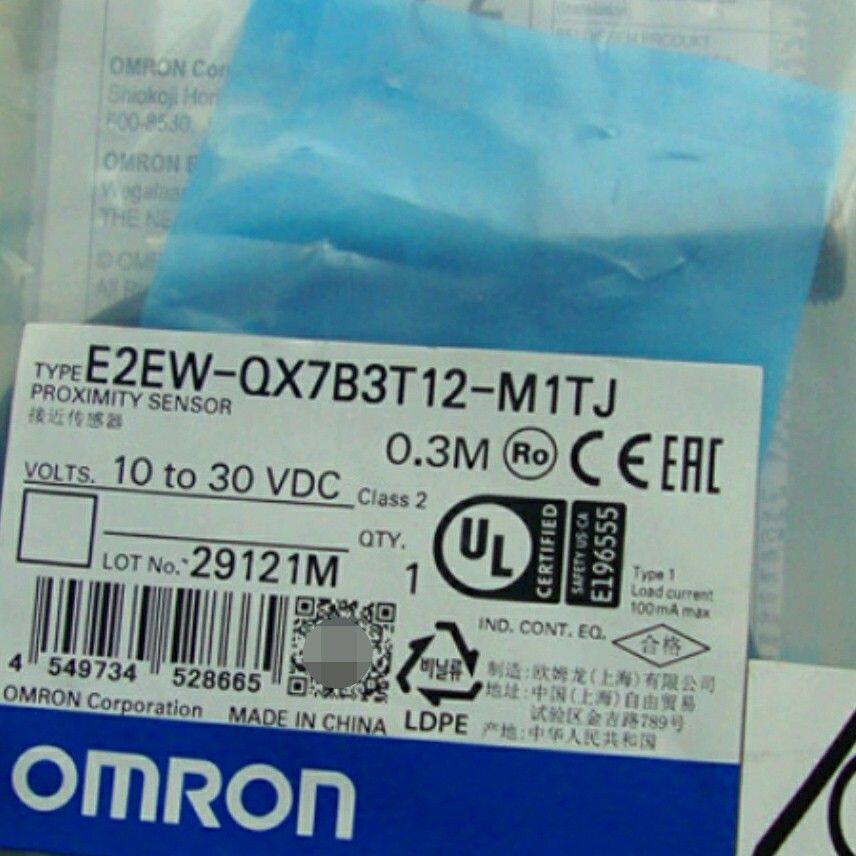 OMRON Cor
Shiokoji Hor
600-8530,
OMRON E
THE NE
© OM
All R
TYPE E2EW-QX7B3T12-M1TJ
PROXIMITY SENSOR
接近传感器
0.3M Ro CE EAC
VOLTS. 10 to 30 VDC Class 2
QTY. 1
LOT No. 29121M
UL CERTIFIED
SAFETY US-CA
E196555
Type 1
Load current
100mA max
IND. CONT. EQ. 合格
4 549734 528665
비닐류
LDPE
制造:欧姆龙(上海)有限公司
地址:中国(上海)自由贸易
试验区金吉路789号
产地:中华人民共和国
OMRON Corporation MADE IN CHINA
OMRON